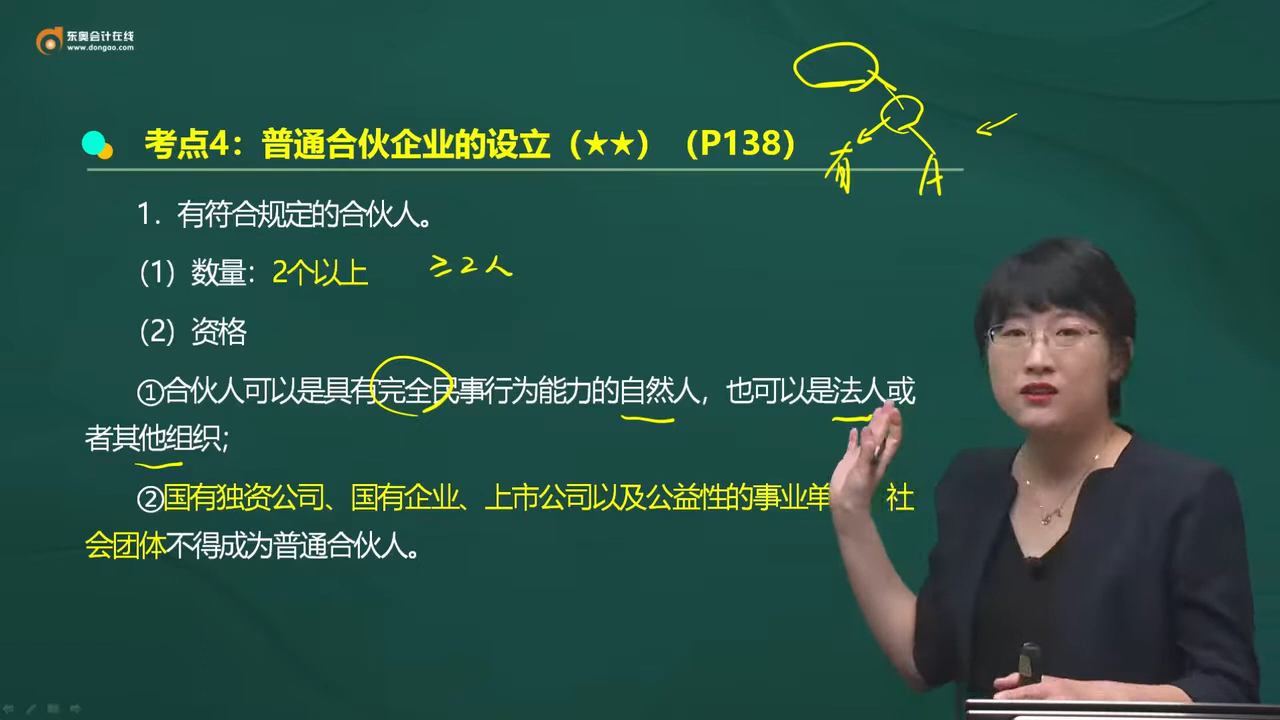 东奥会计在线
www.dongao.com
考点4：普通合伙企业的设立（★★）（P138）
有 A
1．有符合规定的合伙人。
（1）数量：2个以上 ≥2人
（2）资格
①合伙人可以是具有完全民事行为能力的自然人，也可以是法人或
者其他组织；
②国有独资公司、国有企业、上市公司以及公益性的事业单 社
会团体不得成为普通合伙人。